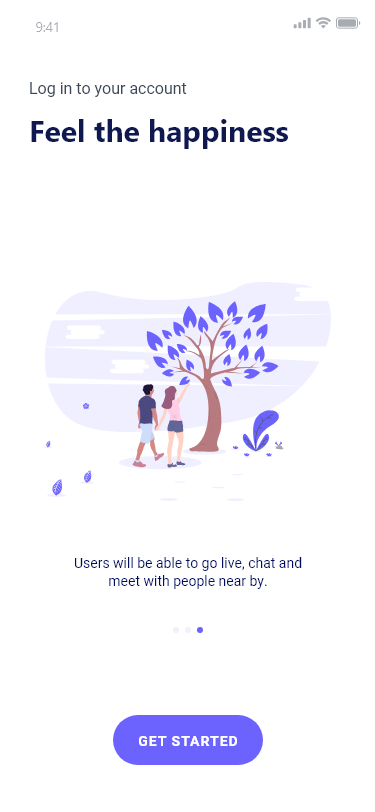 9:41
Log in to your account
Feel the happiness
Users will be able to go live, chat and
meet with people near by.
GET STARTED